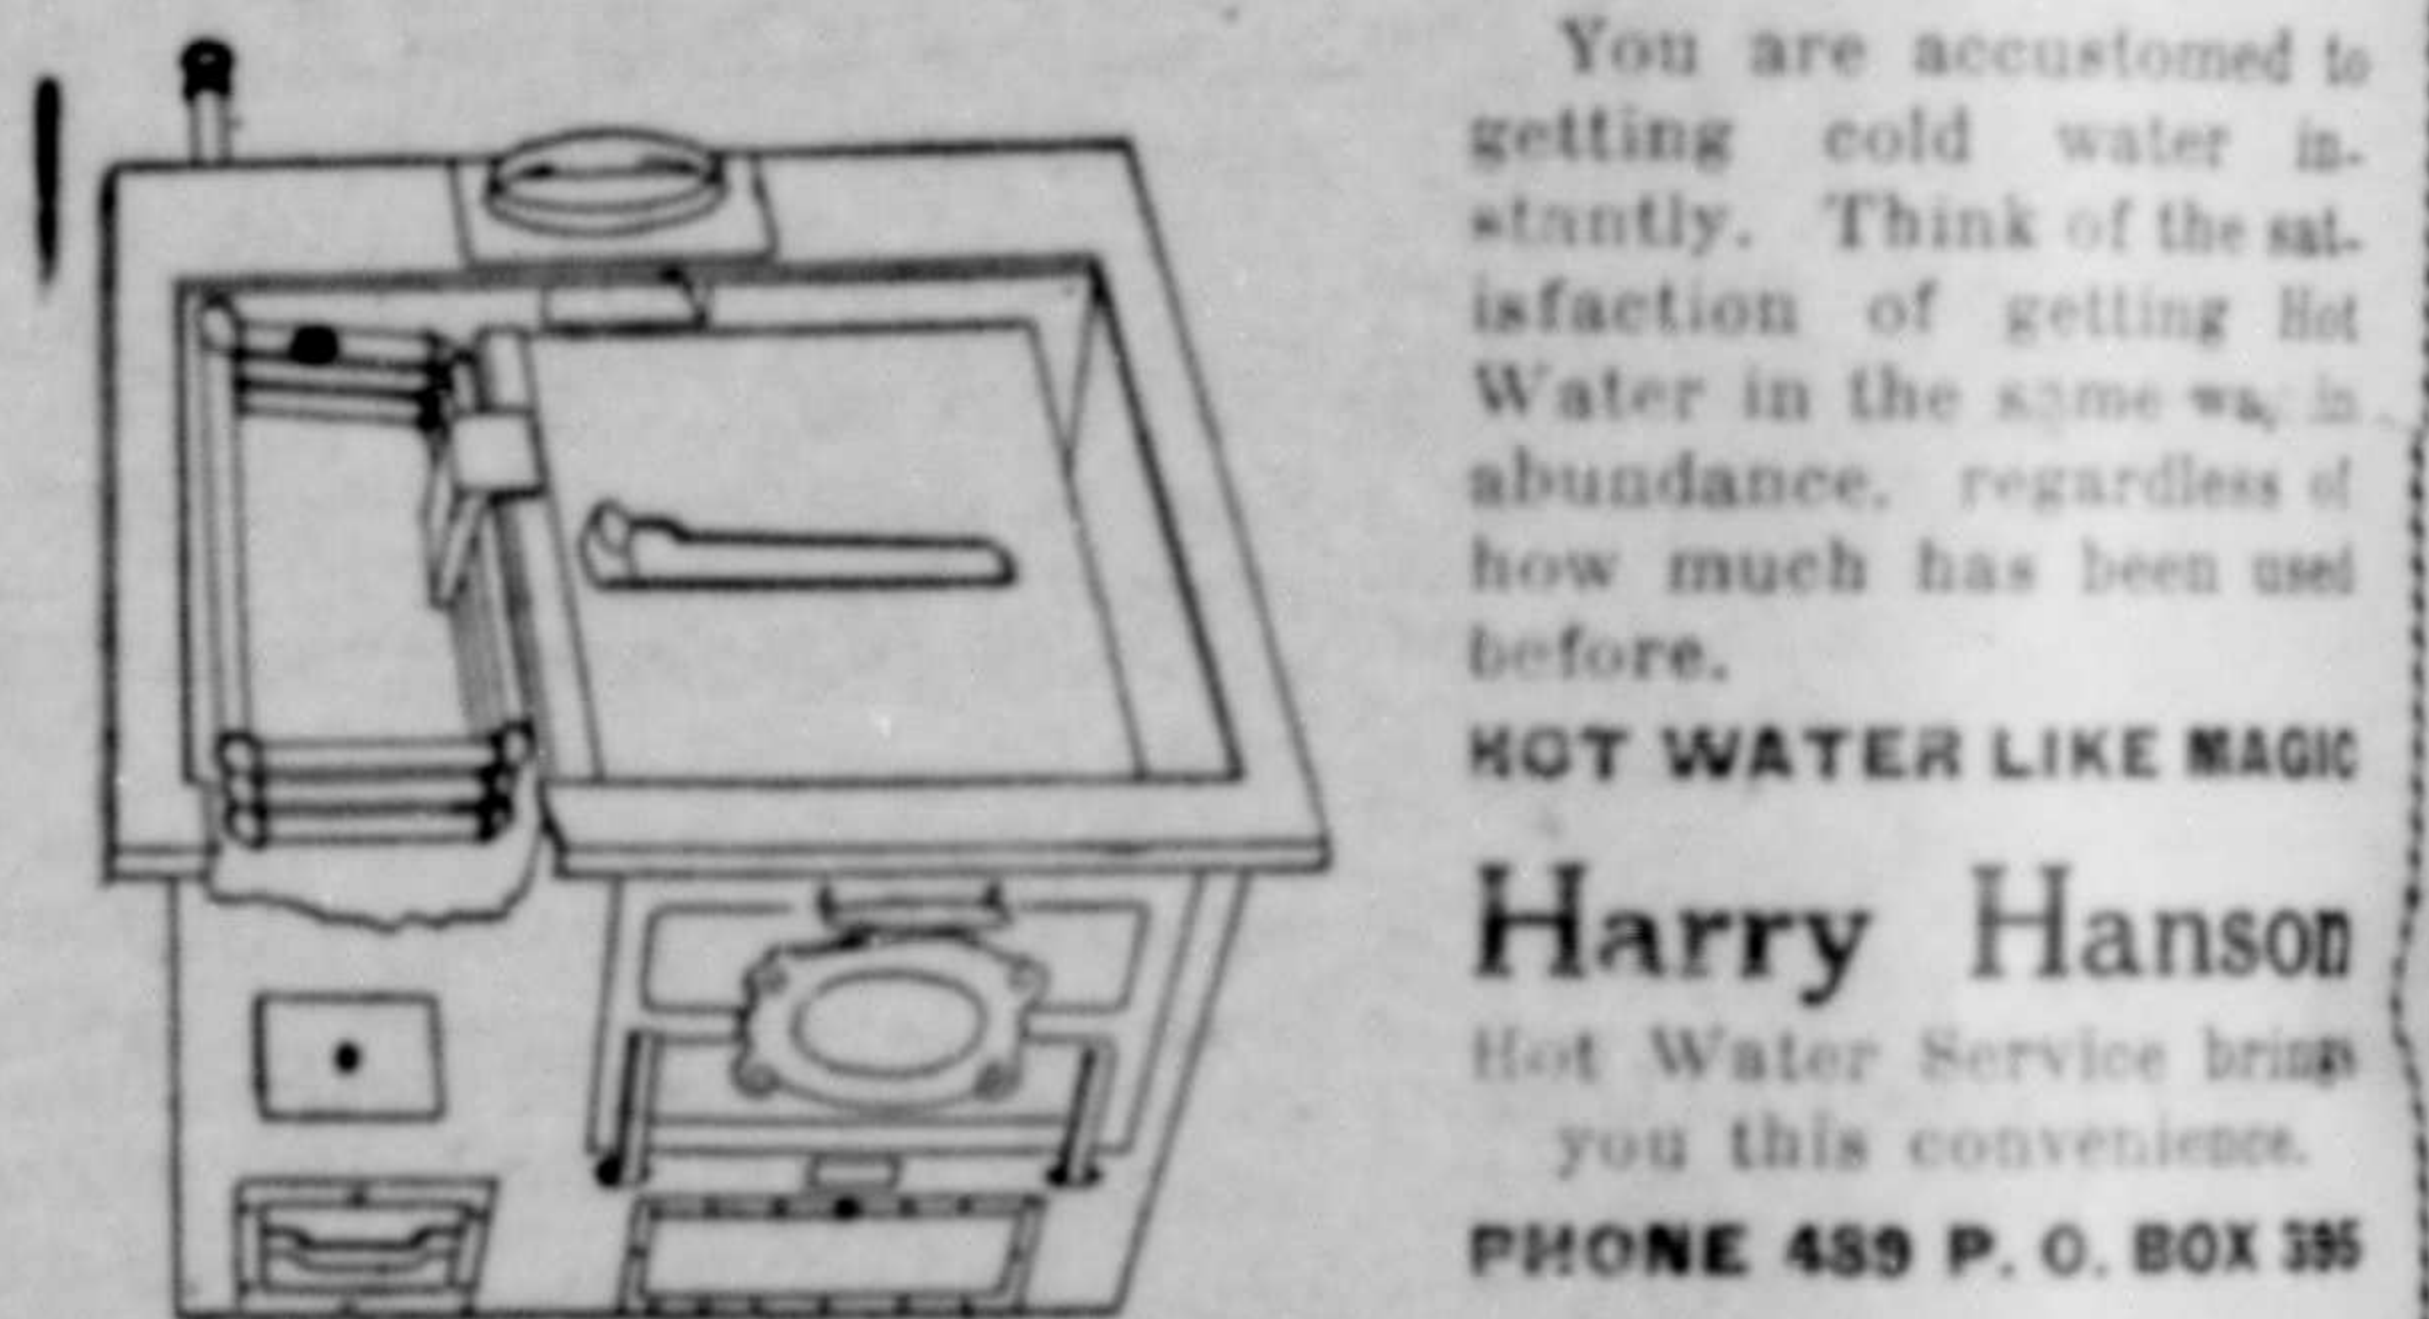 You are accustomed to
getting cold water in-
stantly. Think of the sat-
isfaction of getting Hot
Water in the same way in
abundance, regardless of
how much has been used
before.
HOT WATER LIKE MAGIC
Harry Hanson
Hot Water Service brings
you this convenience.
PHONE 489 P. O. BOX 395